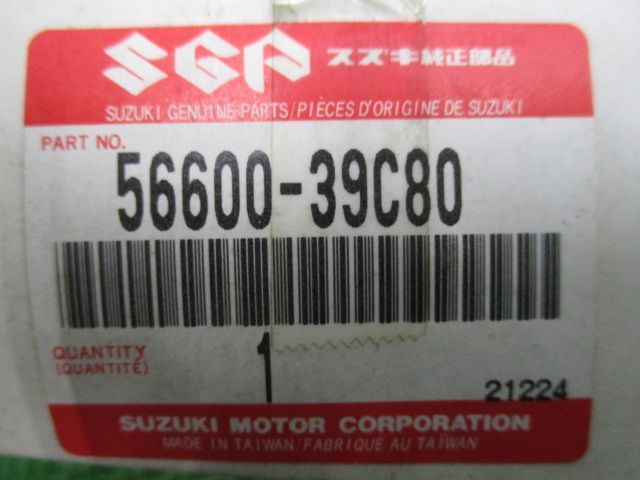 SGP スズキ純正部品
SUZUKI GENUINE PARTS/PIÈCES D'ORIGINE DE SUZUKI
PART NO.
56600-39C80
QUANTITY 1
(QUANTITÉ)
21224
SUZUKI MOTOR CORPORATION
MADE IN TAIWAN/FABRIQUE AU TAÏWAN